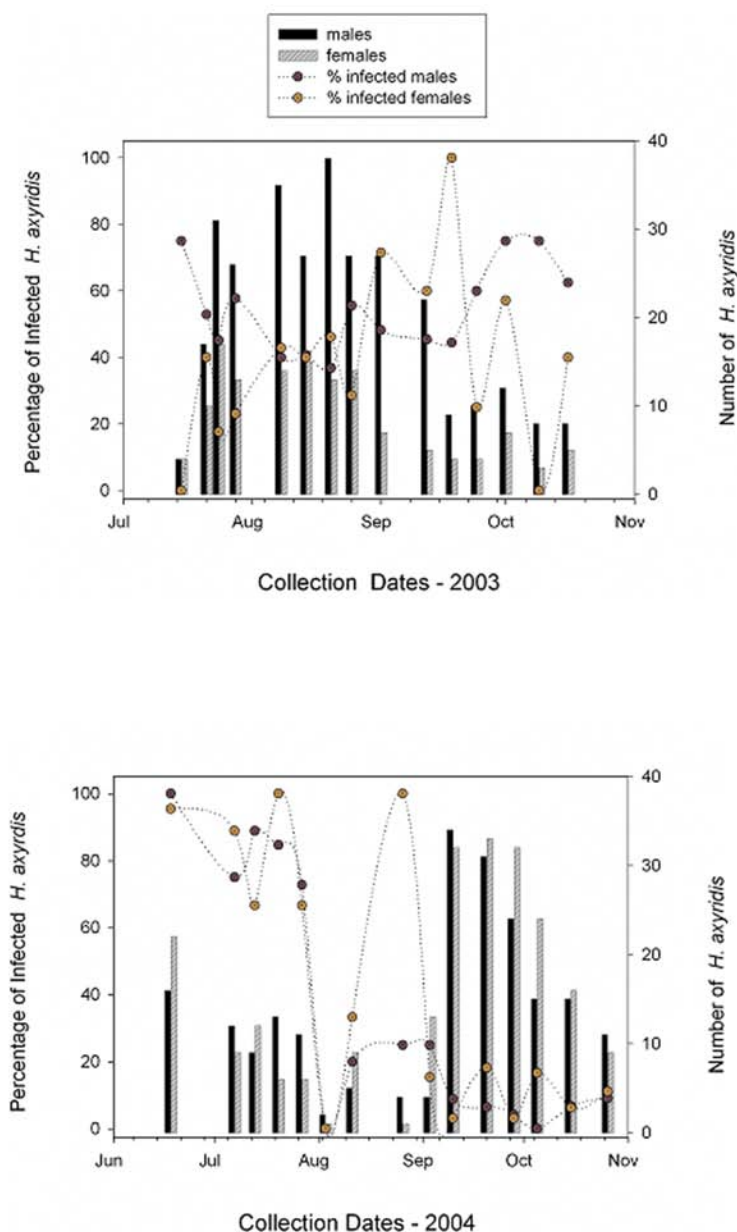 males
females
% infected males
% infected females
Percentage of Infected H. axyridis
100
80
60
40
20
0
40
30
20
10
0
Number of H. axyridis
Jul Aug Sep Oct Nov
Collection Dates - 2003
Percentage of Infected H. axyrdis
100
80
60
40
20
0
40
30
20
10
0
Number of H. axyridis
Jun Jul Aug Sep Oct Nov
Collection Dates - 2004